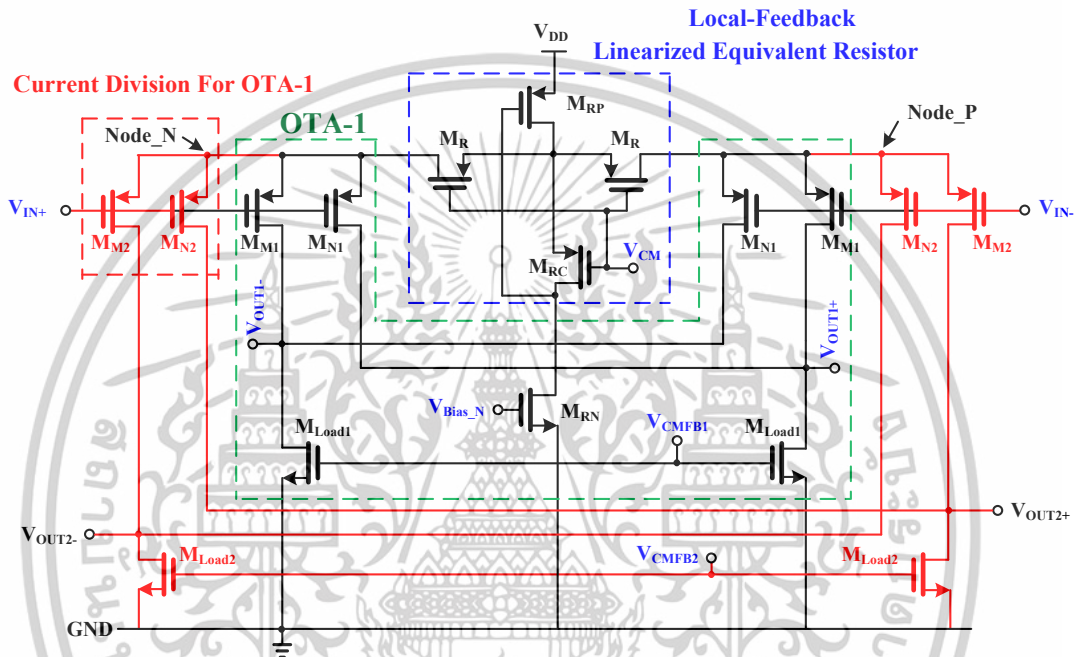 Local-Feedback
Linearized Equivalent Resistor
V_DD
Current Division For OTA-1
M_RP
Node_N
OTA-1
Node_P
M_R
M_R
V_IN+
V_IN-
M_M2
M_N2
M_M1
M_N1
M_RC
V_CM
M_N1
M_M1
M_N2
M_M2
V_OUT1-
V_OUT1+
V_Bias_N
M_RN
V_CMFB1
M_Load1
M_Load1
V_OUT2-
V_OUT2+
M_Load2
V_CMFB2
M_Load2
GND